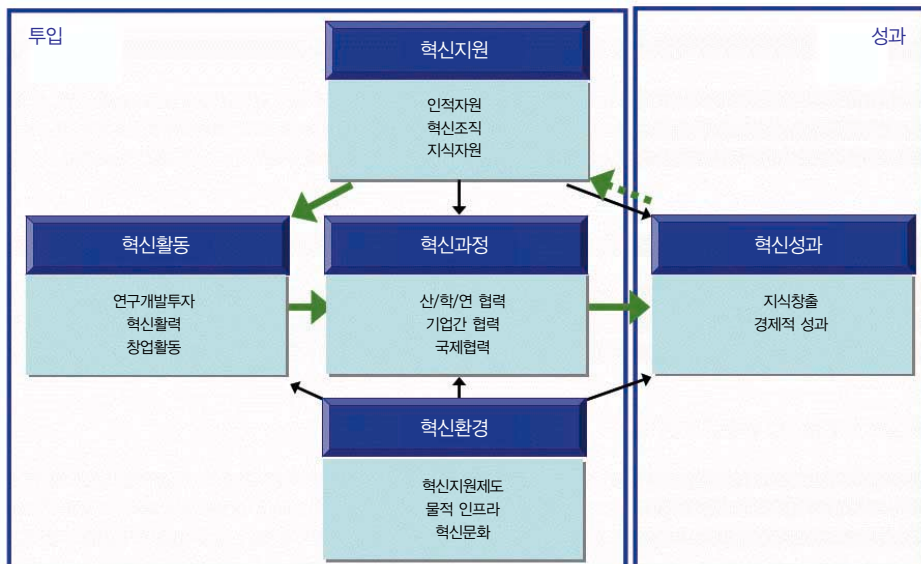 투입
성과
혁신지원
인적자원
혁신조직
지식자원
혁신활동
연구개발투자
혁신활력
창업활동
혁신과정
산/학/연 협력
기업간 협력
국제협력
혁신성과
지식창출
경제적 성과
혁신환경
혁신지원제도
물적 인프라
혁신문화